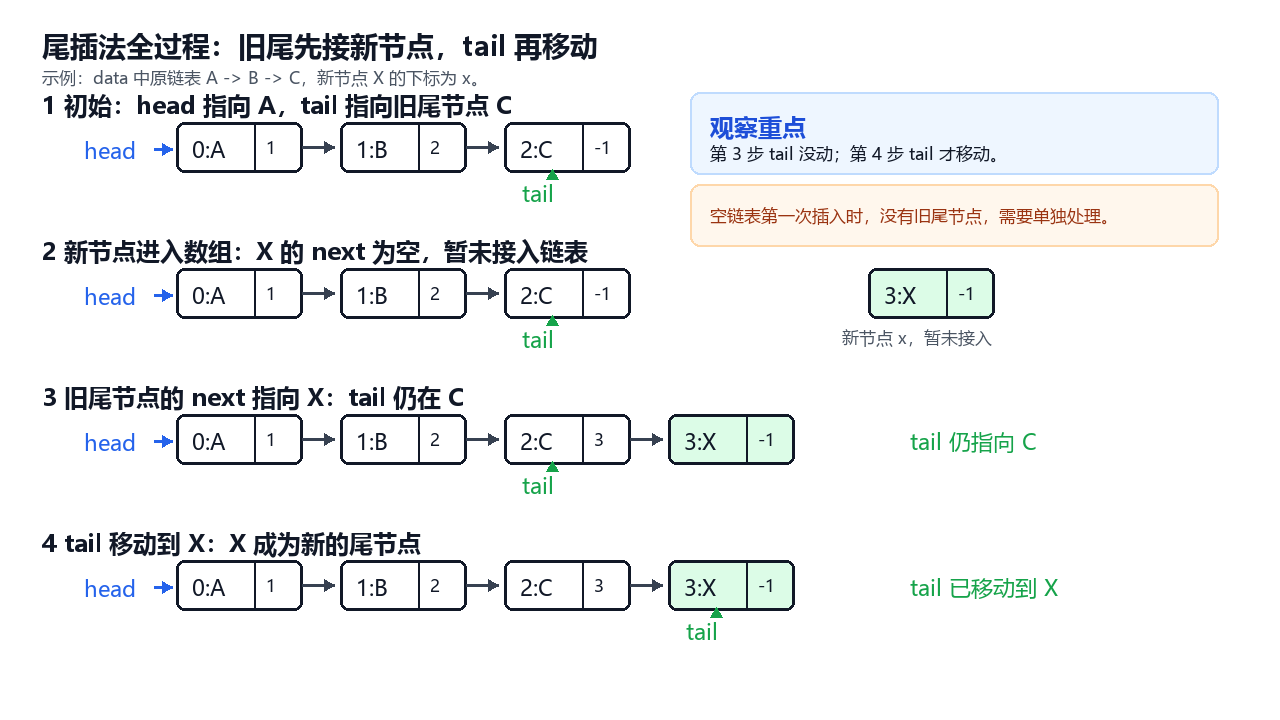 尾插法全过程：旧尾先接新节点，tail 再移动
示例：data 中原链表 A -> B -> C，新节点 X 的下标为 x。
1 初始：head 指向 A，tail 指向旧尾节点 C
head 0:A 1 1:B 2 2:C -1
tail
观察重点
第 3 步 tail 没动；第 4 步 tail 才移动。
空链表第一次插入时，没有旧尾节点，需要单独处理。
2 新节点进入数组：X 的 next 为空，暂未接入链表
head 0:A 1 1:B 2 2:C -1 3:X -1
tail
新节点 x，暂未接入
3 旧尾节点的 next 指向 X：tail 仍在 C
head 0:A 1 1:B 2 2:C 3 3:X -1 tail 仍指向 C
tail
4 tail 移动到 X：X 成为新的尾节点
head 0:A 1 1:B 2 2:C 3 3:X -1 tail 已移动到 X
tail